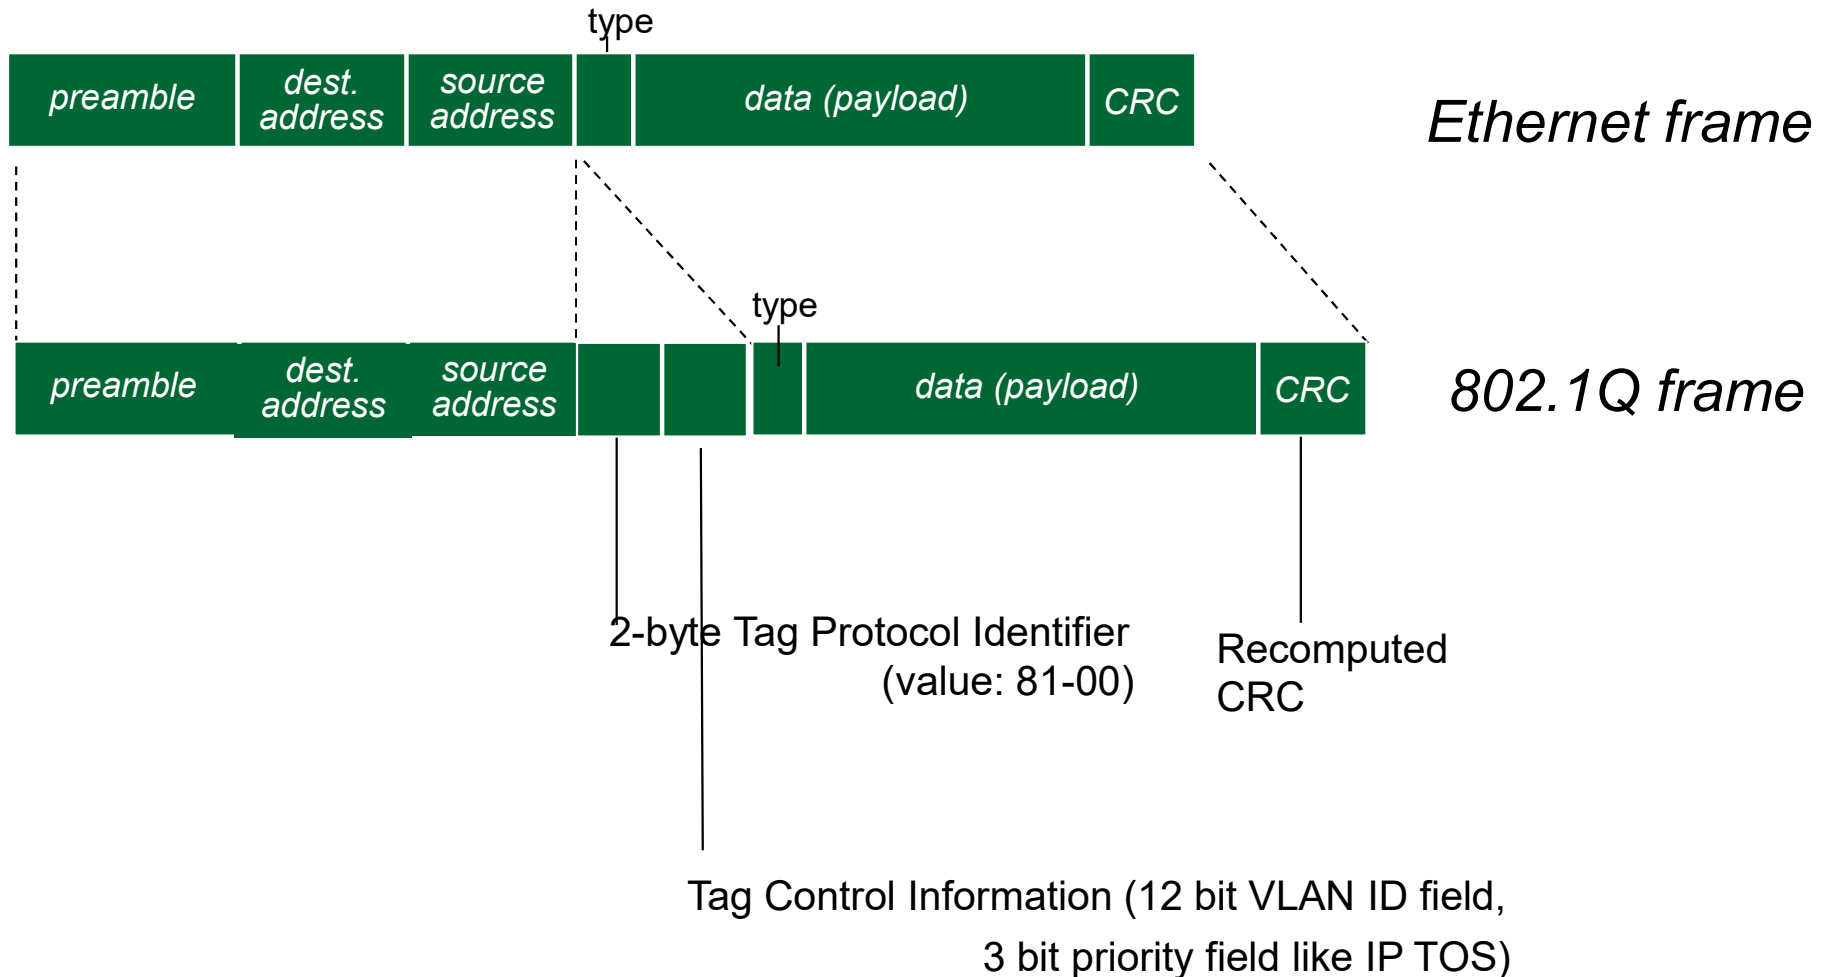 type
preamble
dest.
address
source
address
data (payload)
CRC
Ethernet frame
type
preamble
dest.
address
source
address
data (payload)
CRC
802.1Q frame
2-byte Tag Protocol Identifier
(value: 81-00)
Recomputed
CRC
Tag Control Information (12 bit VLAN ID field,
3 bit priority field like IP TOS)